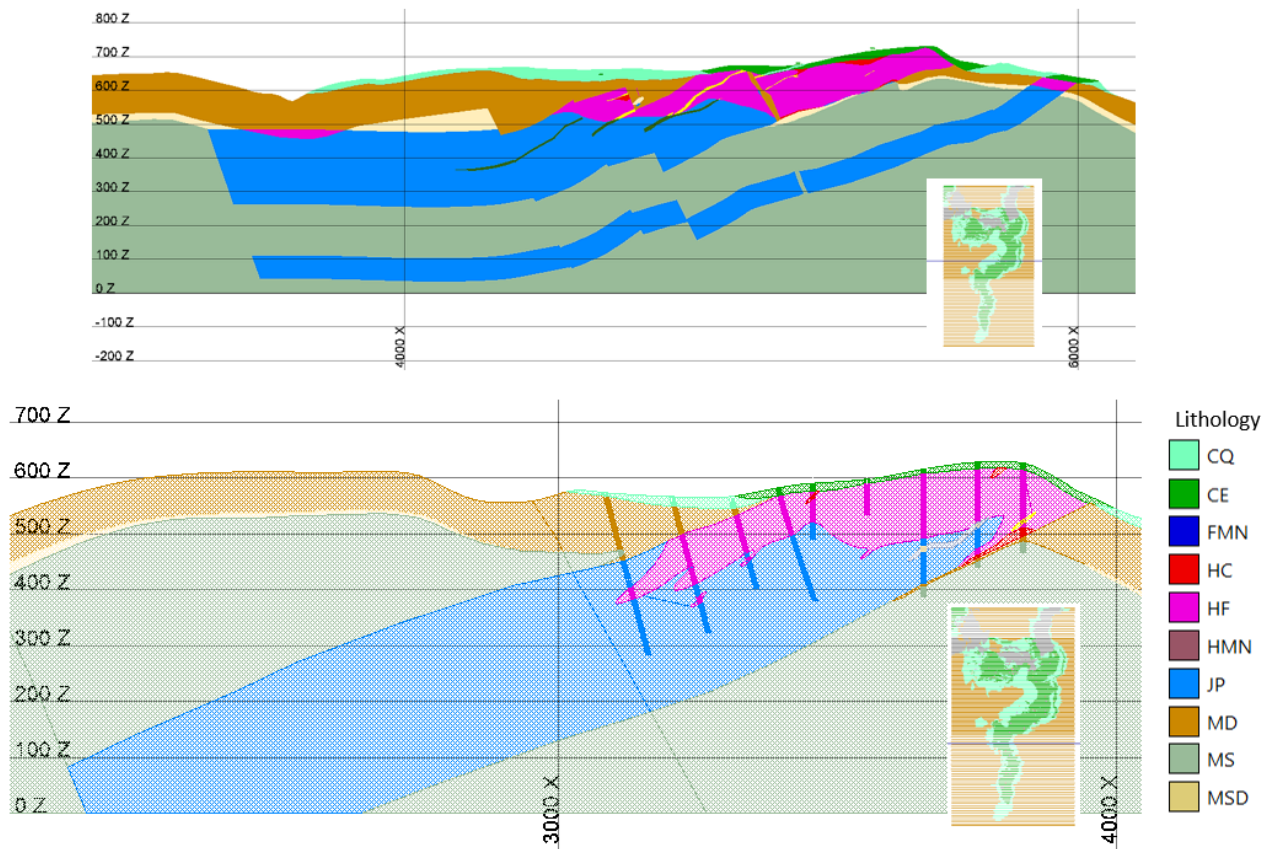 800 Z
700 Z
600 Z
500 Z
400 Z
300 Z
200 Z
100 Z
0 Z
-100 Z
-200 Z
4000 X
6000 X
700 Z
600 Z
500 Z
400 Z
300 Z
200 Z
100 Z
0 Z
3000 X
4000 X
Lithology
CQ
CE
FMN
HC
HF
HMN
JP
MD
MS
MSD